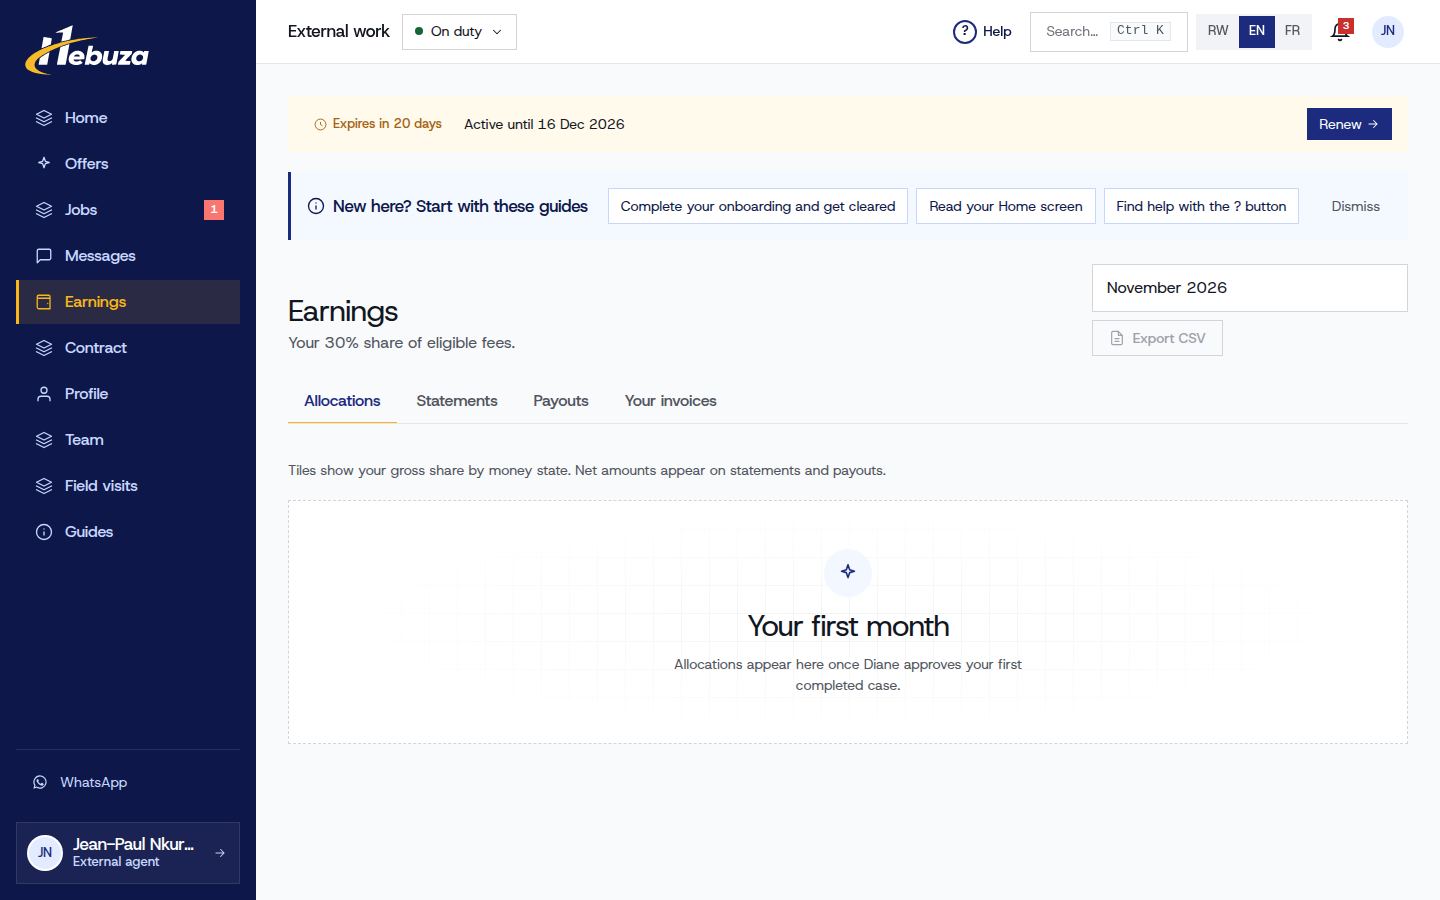 Hebuza
Home
Offers
Jobs
1
Messages
Earnings
Contract
Profile
Team
Field visits
Guides
WhatsApp
JN
Jean-Paul Nkur...
External agent
External work
On duty
? Help
Search...
Ctrl K
RW
EN
FR
3
JN
Expires in 20 days
Active until 16 Dec 2026
Renew →
New here? Start with these guides
Complete your onboarding and get cleared
Read your Home screen
Find help with the ? button
Dismiss
Earnings
Your 30% share of eligible fees.
November 2026
Export CSV
Allocations
Statements
Payouts
Your invoices
Tiles show your gross share by money state. Net amounts appear on statements and payouts.
Your first month
Allocations appear here once Diane approves your first
completed case.